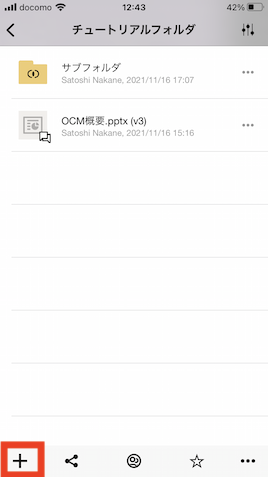 docomo 12:43 42%
チュートリアルフォルダ
サブフォルダ
Satoshi Nakane, 2021/11/16 17:07
OCM概要.pptx (v3)
Satoshi Nakane, 2021/11/16 15:16